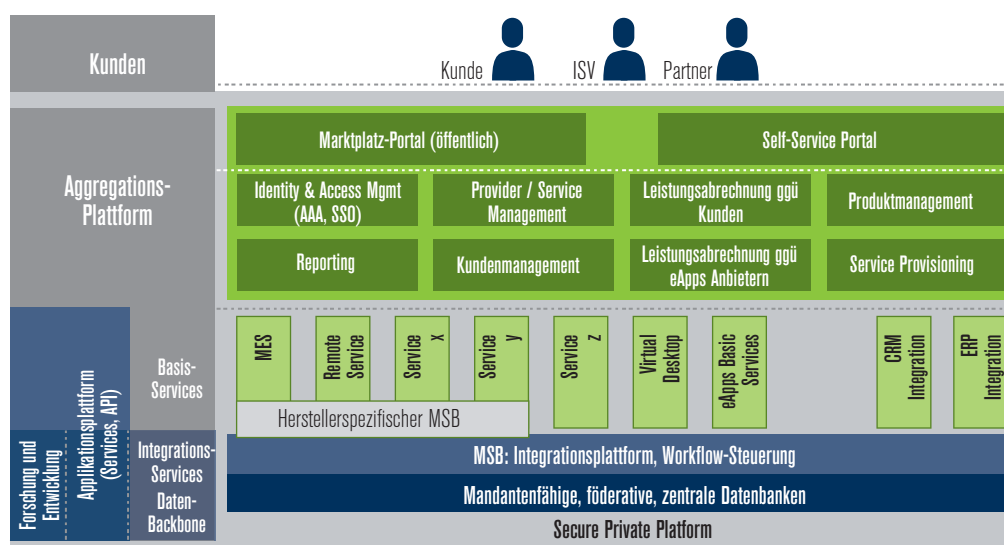 Kunden
Kunde
ISV
Partner
Aggregations-
Plattform
Marktplatz-Portal (öffentlich)
Self-Service Portal
Identity & Access Mgmt
(AAA, SSO)
Provider / Service
Management
Leistungsabrechnung ggü
Kunden
Produktmanagement
Reporting
Kundenmanagement
Leistungsabrechnung ggü
eApps Anbietern
Service Provisioning
Basis-
Services
MES
Remote
Service
Service
x
Service
y
Service
z
Virtual
Desktop
eApps Basic
Services
CRM
Integration
ERP
Integration
Herstellerspezifischer MSB
Forschung und
Entwicklung
Applikationsplattform
(Services, API)
Integrations-
Services
Daten-
Backbone
MSB: Integrationsplattform, Workflow-Steuerung
Mandantenfähige, föderative, zentrale Datenbanken
Secure Private Platform